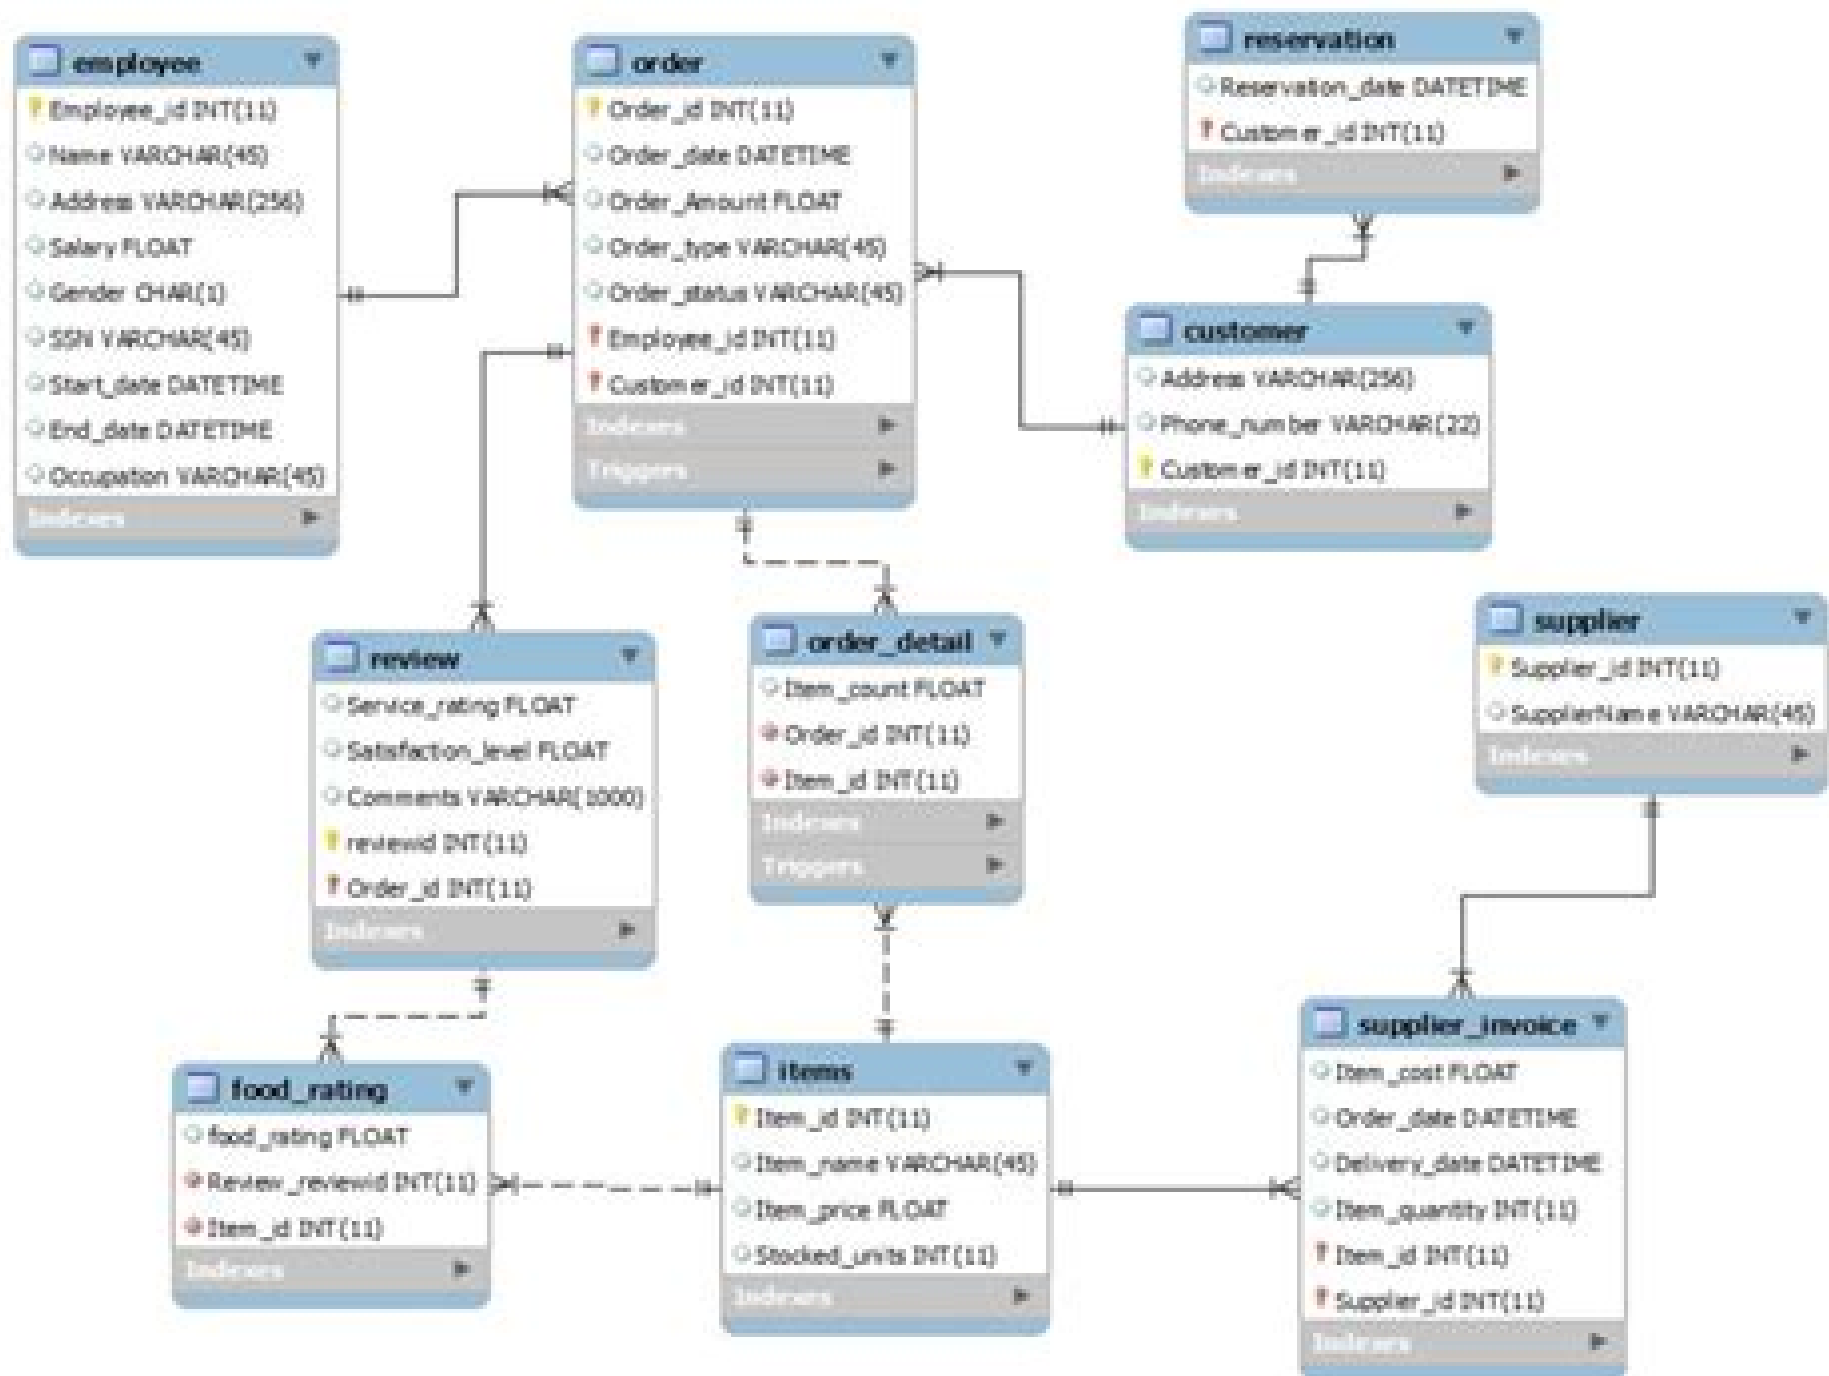 employee
Employee_id INT(11)
Name VARCHAR(45)
Address VARCHAR(256)
Salary FLOAT
Gender CHAR(1)
SSN VARCHAR(45)
Start_date DATETIME
End_date DATETIME
Occupation VARCHAR(45)
Indexes
order
Order_id INT(11)
Order_date DATETIME
Order_Amount FLOAT
Order_type VARCHAR(45)
Order_status VARCHAR(45)
Employee_id INT(11)
Customer_id INT(11)
Indexes
Triggers
reservation
Reservation_date DATETIME
Customer_id INT(11)
Indexes
customer
Address VARCHAR(256)
Phone_number VARCHAR(22)
Customer_id INT(11)
Indexes
review
Service_rating FLOAT
Satisfaction_level FLOAT
Comments VARCHAR(1000)
reviewid INT(11)
Order_id INT(11)
Indexes
order_detail
Item_count FLOAT
Order_id INT(11)
Item_id INT(11)
Indexes
Triggers
supplier
Supplier_id INT(11)
SupplierName VARCHAR(45)
Indexes
food_rating
food_rating FLOAT
Review_reviewid INT(11)
Item_id INT(11)
Indexes
items
Item_id INT(11)
Item_name VARCHAR(45)
Item_price FLOAT
Stocked_units INT(11)
Indexes
supplier_invoice
Item_cost FLOAT
Order_date DATETIME
Delivery_date DATETIME
Item_quantity INT(11)
Item_id INT(11)
Supplier_id INT(11)
Indexes